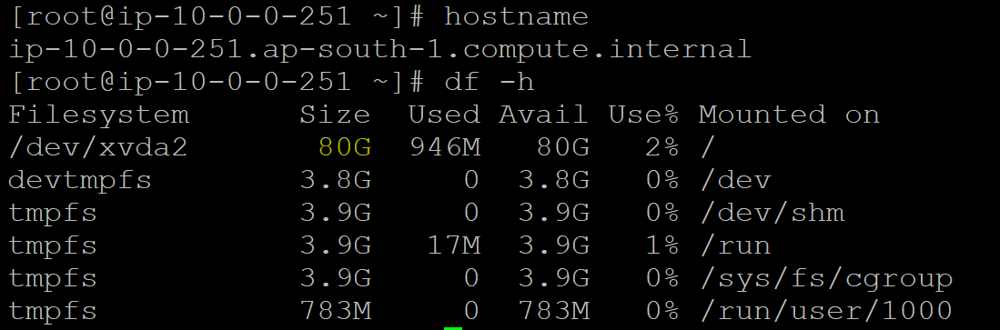 [root@ip-10-0-0-251 ~]# hostname
ip-10-0-0-251.ap-south-1.compute.internal
[root@ip-10-0-0-251 ~]# df -h
Filesystem      Size  Used Avail Use% Mounted on
/dev/xvda2       80G  946M   80G   2% /
devtmpfs        3.8G     0  3.8G   0% /dev
tmpfs           3.9G     0  3.9G   0% /dev/shm
tmpfs           3.9G   17M  3.9G   1% /run
tmpfs           3.9G     0  3.9G   0% /sys/fs/cgroup
tmpfs           783M     0  783M   0% /run/user/1000